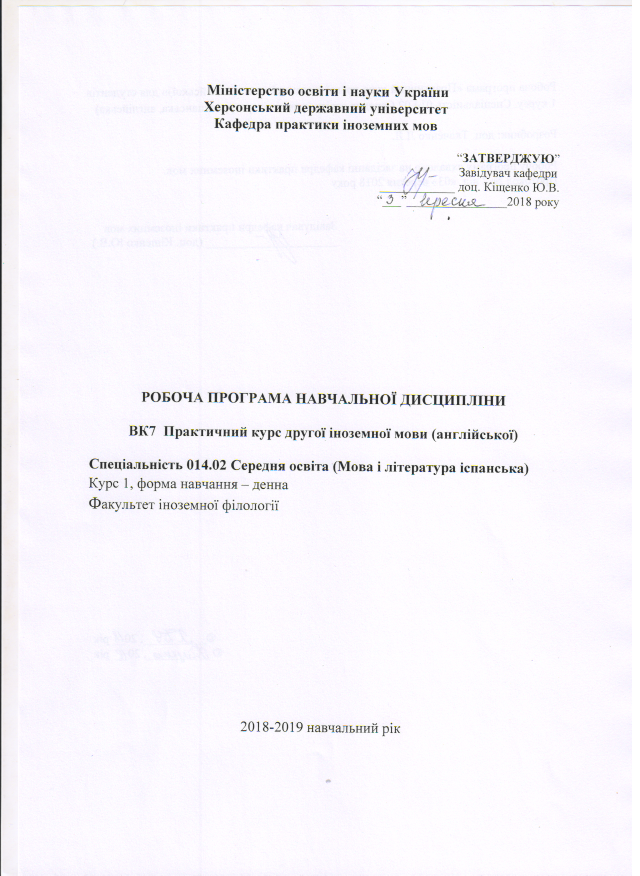 Міністерство освіти і науки України
Херсонський державний університет
Кафедра практики іноземних мов
“ЗАТВЕРДЖУЮ”
Завідувач кафедри
доц. Кіщенко Ю.В.
“ 3 ” вересня 2018 року
РОБОЧА ПРОГРАМА НАВЧАЛЬНОЇ ДИСЦИПЛІНИ
ВК7 Практичний курс другої іноземної мови (англійської)
Спеціальність 014.02 Середня освіта (Мова і література іспанська)
Курс 1, форма навчання – денна
Факультет іноземної філології
2018-2019 навчальний рік